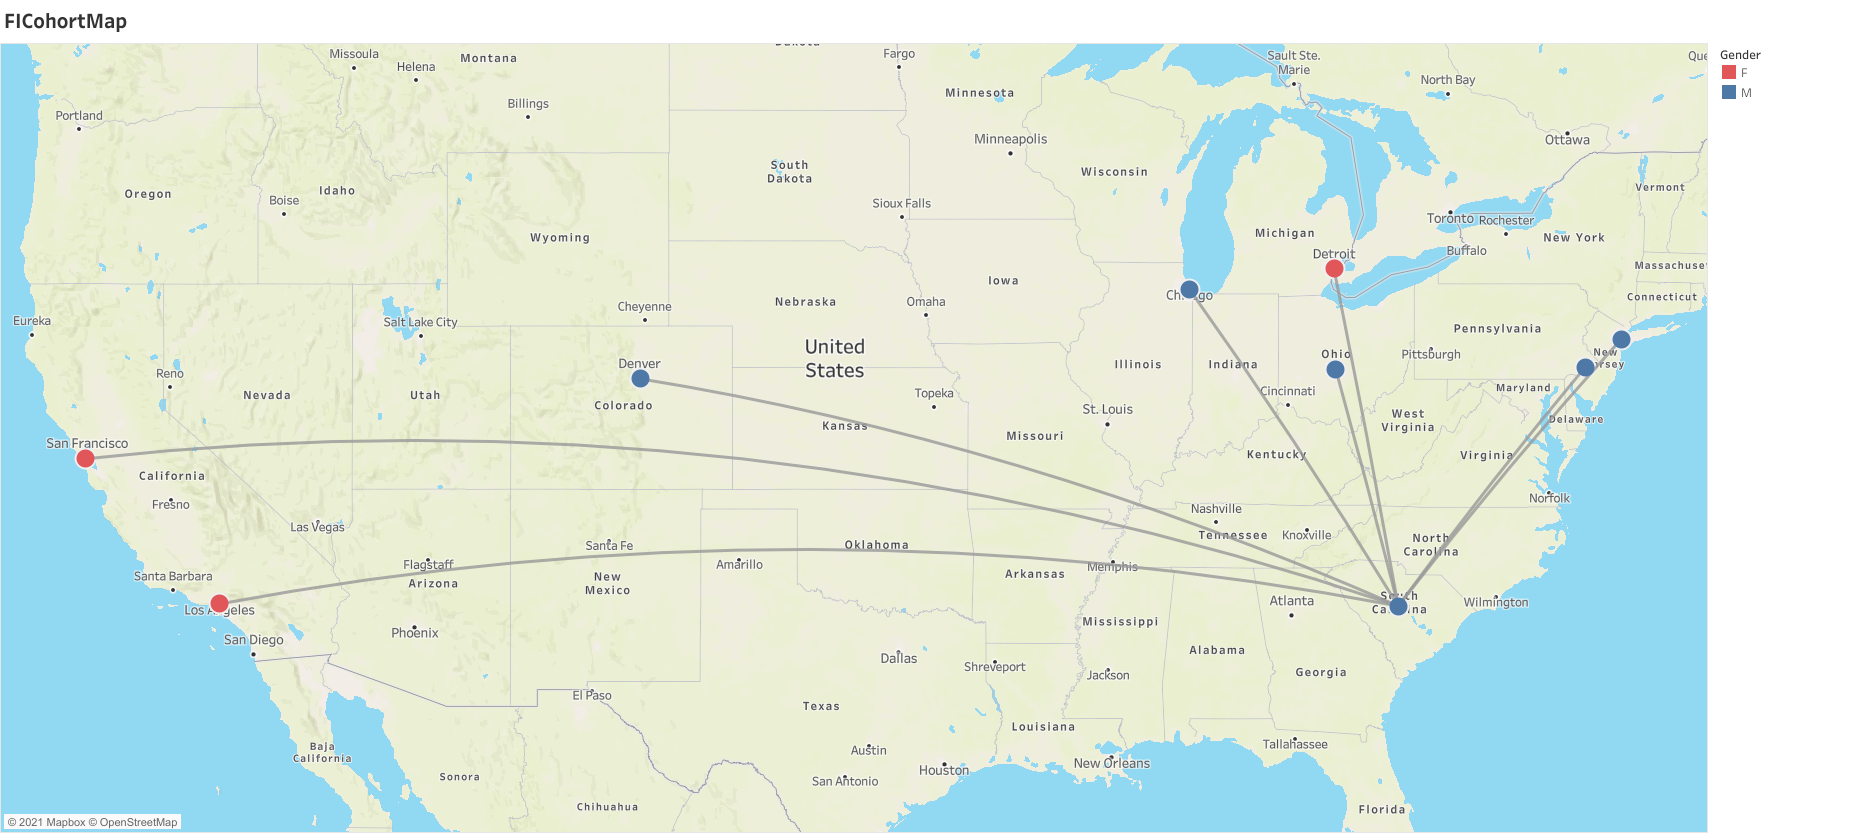 FICohortMap
Gender
F
M
Dakota
Missoula
Helena
Montana
Fargo
Sault Ste.
Marie
Que
North Bay
Portland
Billings
Minnesota
Minneapolis
Ottawa
Oregon
Idaho
Boise
South
Dakota
Wisconsin
Vermont
Sioux Falls
Toronto
Rochester
Wyoming
Michigan
New York
Detroit
Buffalo
Massachuse
Iowa
Chicago
Connecticut
Cheyenne
Nebraska
Omaha
Eureka
Salt Lake City
Pennsylvania
United
States
Denver
Illinois
Indiana
Ohio
Pittsburgh
New
Jersey
Reno
Nevada
Utah
Colorado
Topeka
Cincinnati
Maryland
St. Louis
West
Virginia
Delaware
Kansas
Missouri
San Francisco
California
Kentucky
Virginia
Fresno
Norfolk
Las Vegas
Nashville
Tennessee
Knoxville
North
Carolina
Santa Fe
Oklahoma
Flagstaff
Amarillo
Memphis
Santa Barbara
Arizona
New
Mexico
Arkansas
Los Angeles
Atlanta
South
Carolina
Wilmington
Phoenix
San Diego
Mississippi
Dallas
Shreveport
Jackson
Alabama
Georgia
El Paso
Texas
Louisiana
Baja
California
Austin
Tallahassee
Sonora
San Antonio
Houston
New Orleans
Chihuahua
Florida
© 2021 Mapbox © OpenStreetMap